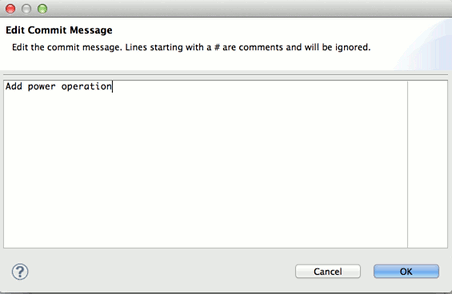 Edit Commit Message
Edit the commit message. Lines starting with a # are comments and will be ignored.
Add power operation
?
Cancel
OK